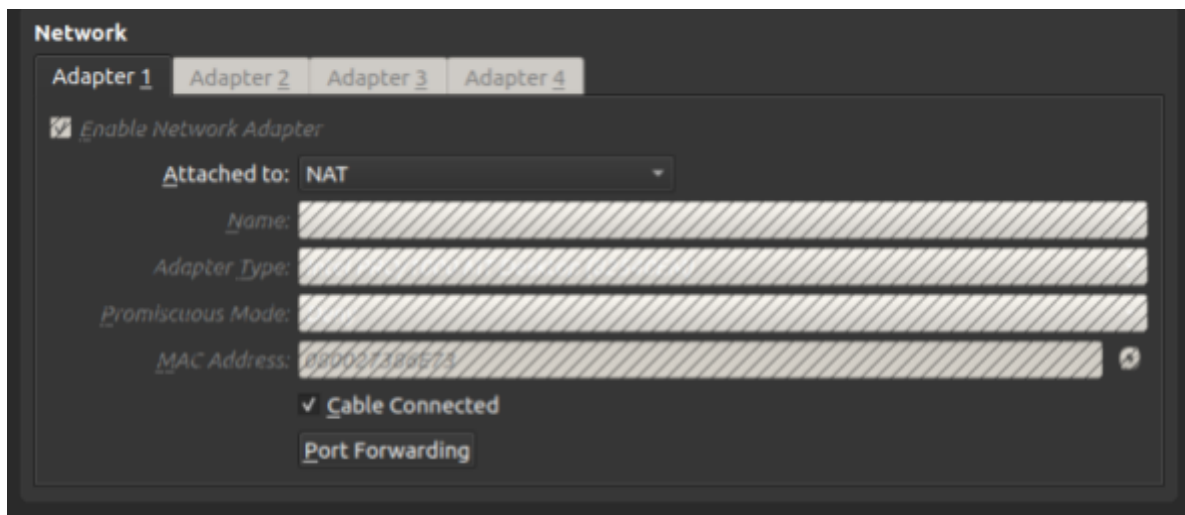 Network
Adapter 1 Adapter 2 Adapter 3 Adapter 4
Enable Network Adapter
Attached to: NAT
Name:
Adapter Type:
Promiscuous Mode:
MAC Address:
Cable Connected
Port Forwarding